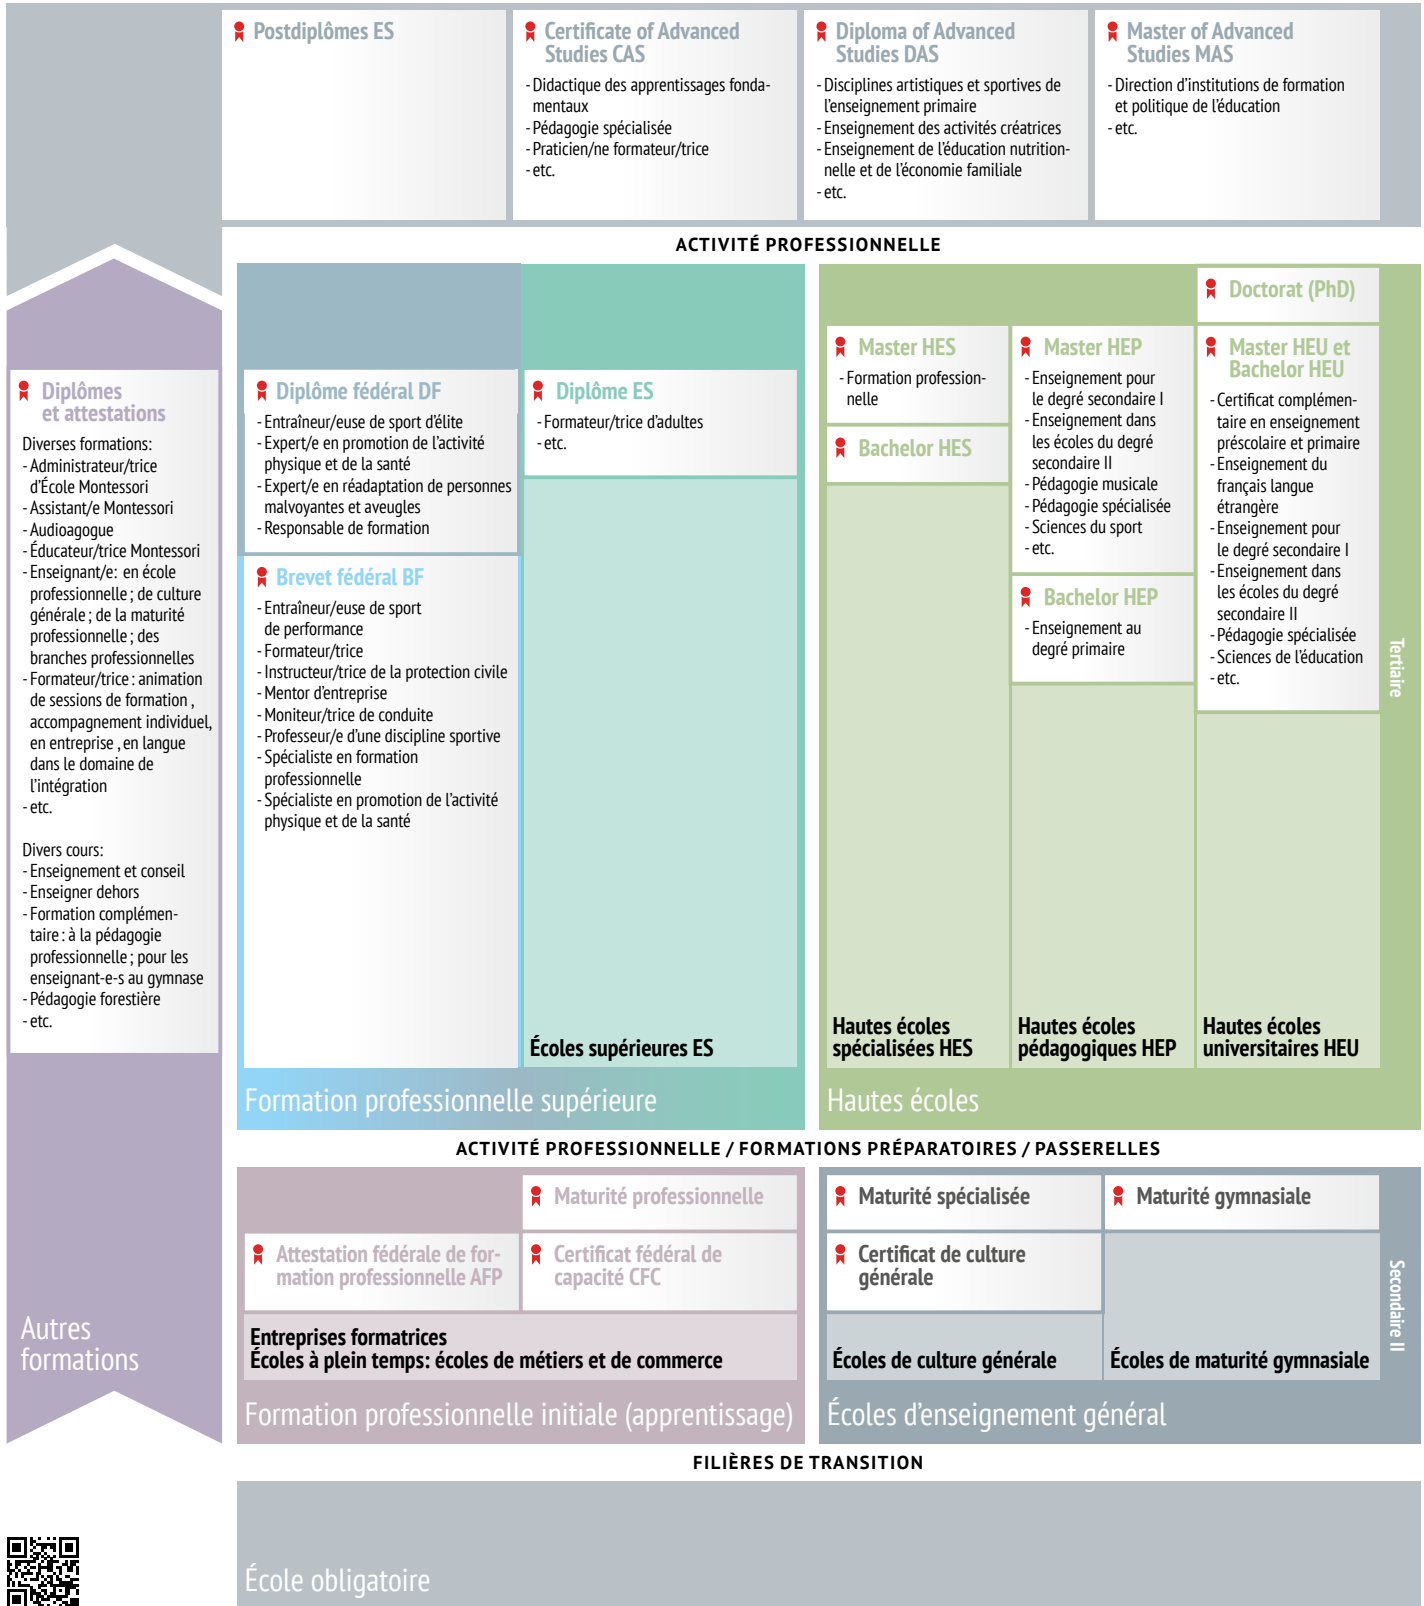 Postdiplômes ES
Certificate of Advanced
Studies CAS
- Didactique des apprentissages fonda-
mentaux
- Pédagogie spécialisée
- Praticien/ne formateur/trice
- etc.
Diploma of Advanced
Studies DAS
- Disciplines artistiques et sportives de
l'enseignement primaire
- Enseignement des activités créatrices
- Enseignement de l'éducation nutrition-
nelle et de l'économie familiale
- etc.
Master of Advanced
Studies MAS
- Direction d'institutions de formation
et politique de l'éducation
- etc.
ACTIVITÉ PROFESSIONNELLE
Diplômes
et attestations
Diverses formations:
- Administrateur/trice
d'École Montessori
- Assistant/e Montessori
- Audioagogue
- Éducateur/trice Montessori
- Enseignant/e: en école
professionnelle ; de culture
générale ; de la maturité
professionnelle ; des
branches professionnelles
- Formateur/trice : animation
de sessions de formation ,
accompagnement individuel,
en entreprise , en langue
dans le domaine de
l'intégration
- etc.
Divers cours:
- Enseignement et conseil
- Enseigner dehors
- Formation complémen-
taire : à la pédagogie
professionnelle ; pour les
enseignant-e-s au gymnase
- Pédagogie forestière
- etc.
Autres
formations
Diplôme fédéral DF
- Entraîneur/euse de sport d'élite
- Expert/e en promotion de l'activité
physique et de la santé
- Expert/e en réadaptation de personnes
malvoyantes et aveugles
- Responsable de formation
Brevet fédéral BF
- Entraîneur/euse de sport
de performance
- Formateur/trice
- Instructeur/trice de la protection civile
- Mentor d'entreprise
- Moniteur/trice de conduite
- Professeur/e d'une discipline sportive
- Spécialiste en formation
professionnelle
- Spécialiste en promotion de l'activité
physique et de la santé
Diplôme ES
- Formateur/trice d'adultes
- etc.
Écoles supérieures ES
Formation professionnelle supérieure
Master HES
- Formation profession-
nelle
Bachelor HES
Hautes écoles
spécialisées HES
Master HEP
- Enseignement pour
le degré secondaire I
- Enseignement dans
les écoles du degré
secondaire II
- Pédagogie musicale
- Pédagogie spécialisée
- Sciences du sport
- etc.
Bachelor HEP
- Enseignement au
degré primaire
Hautes écoles
pédagogiques HEP
Doctorat (PhD)
Master HEU et
Bachelor HEU
- Certificat complémen-
taire en enseignement
préscolaire et primaire
- Enseignement du
français langue
étrangère
- Enseignement pour
le degré secondaire I
- Enseignement dans
les écoles du degré
secondaire II
- Pédagogie spécialisée
- Sciences de l'éducation
- etc.
Hautes écoles
universitaires HEU
Hautes écoles
Tertiaire
ACTIVITÉ PROFESSIONNELLE / FORMATIONS PRÉPARATOIRES / PASSERELLES
Maturité professionnelle
Attestation fédérale de for-
mation professionnelle AFP
Certificat fédéral de
capacité CFC
Entreprises formatrices
Écoles à plein temps: écoles de métiers et de commerce
Formation professionnelle initiale (apprentissage)
Maturité spécialisée
Certificat de culture
générale
Écoles de culture générale
Maturité gymnasiale
Écoles de maturité gymnasiale
Écoles d'enseignement général
Secondaire II
FILIÈRES DE TRANSITION
École obligatoire